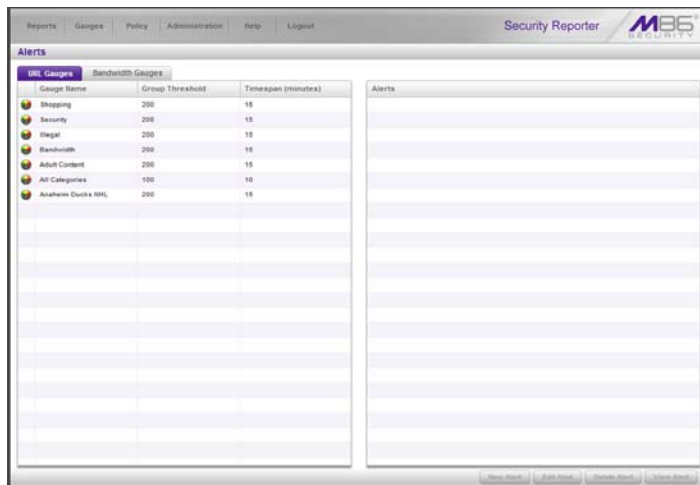 Reports Gauges Policy Administration Help Logout
Security Reporter
M86 SECURITY
Alerts
URL Gauges Bandwidth Gauges
Gauge Name Group Threshold Timespan (minutes) Alerts
Shopping 200 15
Security 200 15
Illegal 200 15
Bandwidth 200 15
Adult Content 200 15
All Categories 100 10
Anaheim Ducks NHL 200 15
New Alert Edit Alert Delete Alert View Alert